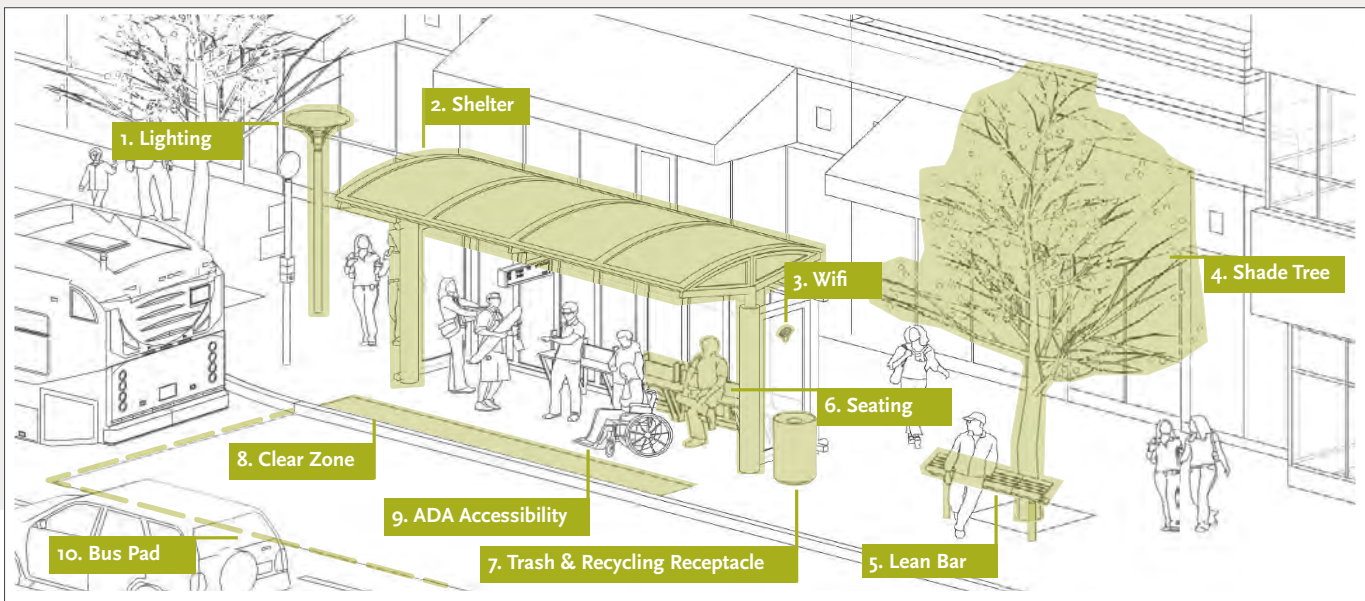 1. Lighting
2. Shelter
3. Wifi
4. Shade Tree
5. Lean Bar
6. Seating
7. Trash & Recycling Receptacle
8. Clear Zone
9. ADA Accessibility
10. Bus Pad